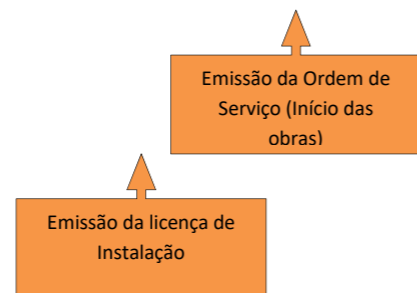 Emissão da Ordem de
Serviço (Início das
obras)
Emissão da licença de
Instalação